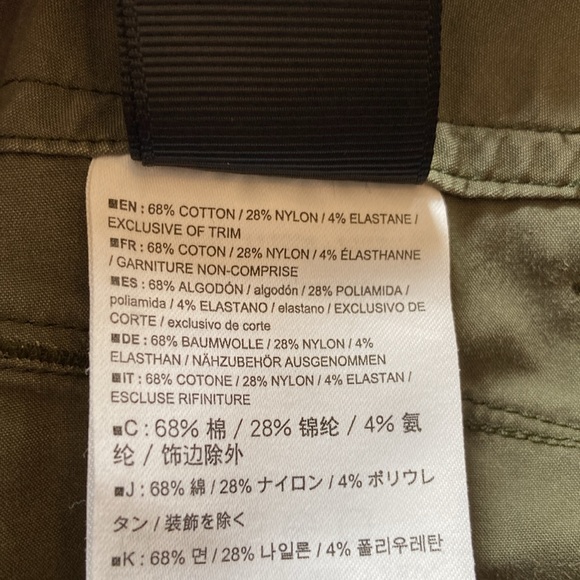 ■EN : 68% COTTON / 28% NYLON / 4% ELASTANE /
EXCLUSIVE OF TRIM
■FR : 68% COTON / 28% NYLON / 4% ÉLASTHANNE
/ GARNITURE NON-COMPRISE
■ES : 68% ALGODÓN / algodón / 28% POLIAMIDA /
poliamida / 4% ELASTANO / elastano / EXCLUSIVO DE
CORTE / exclusivo de corte
■DE : 68% BAUMWOLLE / 28% NYLON / 4%
ELASTHAN / NÄHZUBEHÖR AUSGENOMMEN
■IT : 68% COTONE / 28% NYLON / 4% ELASTAN /
ESCLUSE RIFINITURE
■C : 68% 棉 / 28% 锦纶 / 4% 氨
纶 / 饰边除外
■J : 68% 綿 / 28% ナイロン / 4% ポリウレ
タン / 装飾を除く
■K : 68% 면 / 28% 나일론 / 4% 폴리우레탄